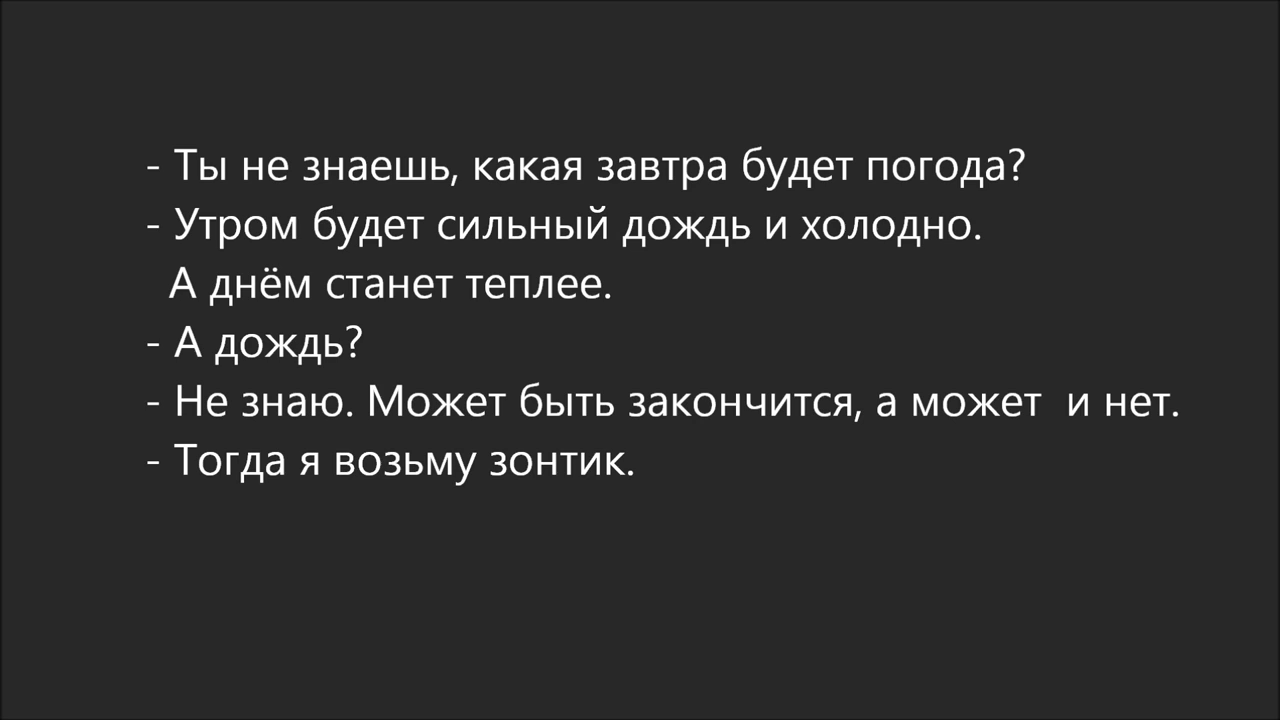 - Ты не знаешь, какая завтра будет погода?
- Утром будет сильный дождь и холодно.
А днём станет теплее.
- А дождь?
- Не знаю. Может быть закончится, а может  и нет.
- Тогда я возьму зонтик.